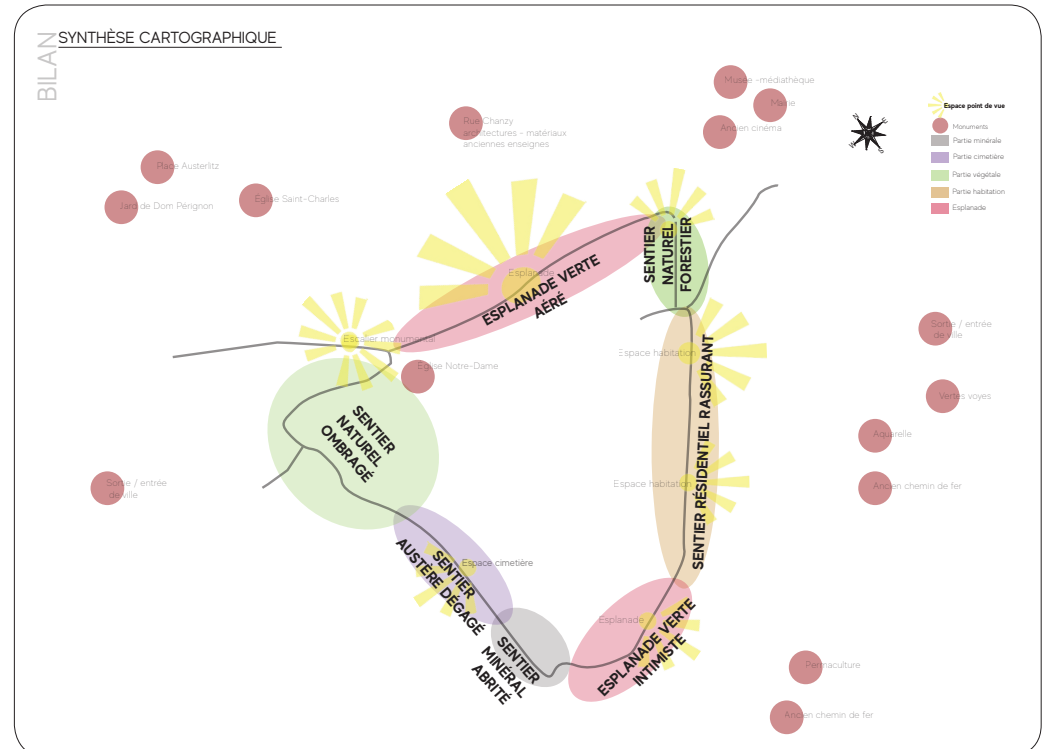 BILAN
SYNTHÈSE CARTOGRAPHIQUE
Musée -médiathèque
Mairie
Ancien cinéma
Rue Chanzy
architectures - matériaux
anciennes enseignes
Espace point de vue
Monuments
Partie minérale
Partie cimetière
Partie végétale
Partie habitation
Esplanade
Place Austerlitz
Jard de Dom Pérignon
Eglise Saint-Charles
SENTIER
NATUREL
FORESTIER
Esplanade
ESPLANADE VERTE
AÉRÉ
Escalier monumental
Eglise Notre-Dame
Espace habitation
Sortie / entrée
de ville
Vertes voyes
SENTIER
NATUREL
OMBRAGÉ
SENTIER RÉSIDENTIEL RASSURANT
Aquarelle
Espace habitation
Ancien chemin de fer
Sortie / entrée
de ville
Espace cimetière
SENTIER
AUSTÈRE DÉGAGÉ
SENTIER
MINÉRAL
ABRITÉ
Esplanade
ESPLANADE VERTE
INTIMISTE
Permaculture
Ancien chemin de fer